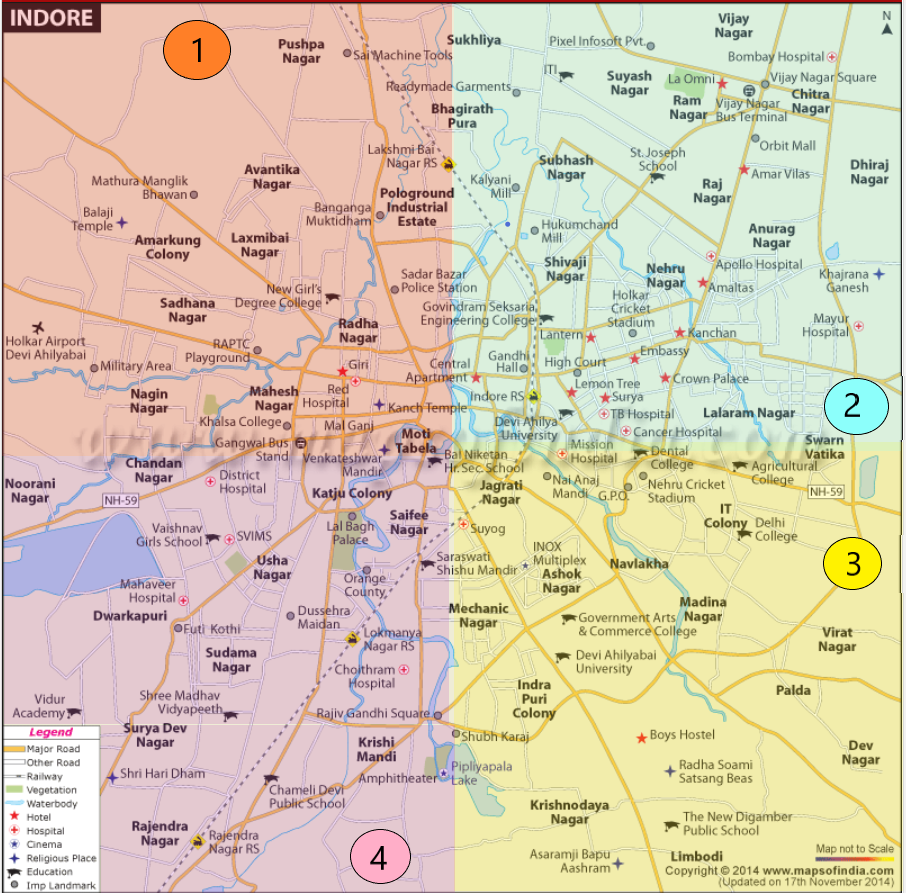 INDORE
1
Pushpa
Nagar
Sai Machine Tools
Sukhliya
Pixel Infosoft Pvt.
Vijay
Nagar
N
Bombay Hospital
Readymade Garments
ITI
Suyash
Nagar
La Omni
Vijay Nagar Square
Chitra
Nagar
Bhagirath
Pura
Ram
Nagar
Vijay Nagar
Bus Terminal
Lakshmi Bai
Nagar RS
Subhash
Nagar
St. Joseph
School
Orbit Mall
Avantika
Nagar
Kalyani
Mill
Amar Vilas
Dhiraj
Nagar
Mathura Manglik
Bhawan
Pologround
Industrial
Estate
Raj
Nagar
Balaji
Temple
Banganga
Muktidham
Hukumchand
Mill
Anurag
Nagar
Amarkung
Colony
Laxmibai
Nagar
Shivaji
Nagar
Nehru
Nagar
Apollo Hospital
Sadar Bazar
Police Station
Khajrana
Ganesh
New Girl's
Degree College
Amaltas
Sadhana
Nagar
Govindram Seksaria
Engineering College
Holkar
Cricket
Stadium
Mayur
Hospital
Holkar Airport
Devi Ahilyabai
RAPTC
Playground
Radha
Nagar
Lantern
Kanchan
Military Area
Giri
Central
Apartment
Gandhi
Hall
High Court
Embassy
Nagin
Nagar
Mahesh
Nagar
Red
Hospital
Indore RS
Lemon Tree
Crown Palace
Surya
2
Kanch Temple
TB Hospital
Lalaram Nagar
Khalsa College
Mal Ganj
Devi Ahilya
University
Cancer Hospital
Gangwal Bus
Stand
Moti
Tabela
Mission
Hospital
Dental
College
Swarn
Vatika
Venkateshwar
Mandir
Bal Niketan
Hr. Sec. School
Chandan
Nagar
District
Hospital
Noorani
Nagar
NH-59
Katju Colony
Jagrati
Nagar
Nai Anaj
Mandi
G.P.O.
Nehru Cricket
Stadium
Agricultural
College
NH-59
Saifee
Nagar
IT
Colony
Delhi
College
Vaishnav
Girls School
SVIMS
Lal Bagh
Palace
Suyog
INOX
Multiplex
Usha
Nagar
Saraswati
Shishu Mandir
Ashok
Nagar
Navlakha
3
Mahaveer
Hospital
Orange
County
Dwarkapuri
Dussehra
Maidan
Mechanic
Nagar
Government Arts
& Commerce College
Madina
Nagar
Futi Kothi
Lokmanya
Nagar RS
Virat
Nagar
Sudama
Nagar
Devi Ahilyabai
University
Choithram
Hospital
Indra
Puri
Colony
Palda
Vidur
Academy
Shree Madhav
Vidyapeeth
Rajiv Gandhi Square
Surya Dev
Nagar
Shubh Karaj
Boys Hostel
Krishi
Mandi
Dev
Nagar
Legend
Major Road
Other Road
Railway
Vegetation
Waterbody
Hotel
Hospital
Cinema
Religious Place
Education
Imp Landmark
Shri Hari Dham
Chameli Devi
Public School
Amphitheater
Pipliyapala
Lake
Radha Soami
Satsang Beas
Krishnodaya
Nagar
Rajendra
Nagar
Rajendra
Nagar RS
The New Digamber
Public School
4
Asaramji Bapu
Aashram
Limbodi
Map not to Scale
Copyright © 2014 www.mapsofindia.com
(Updated on 17th November 2014)